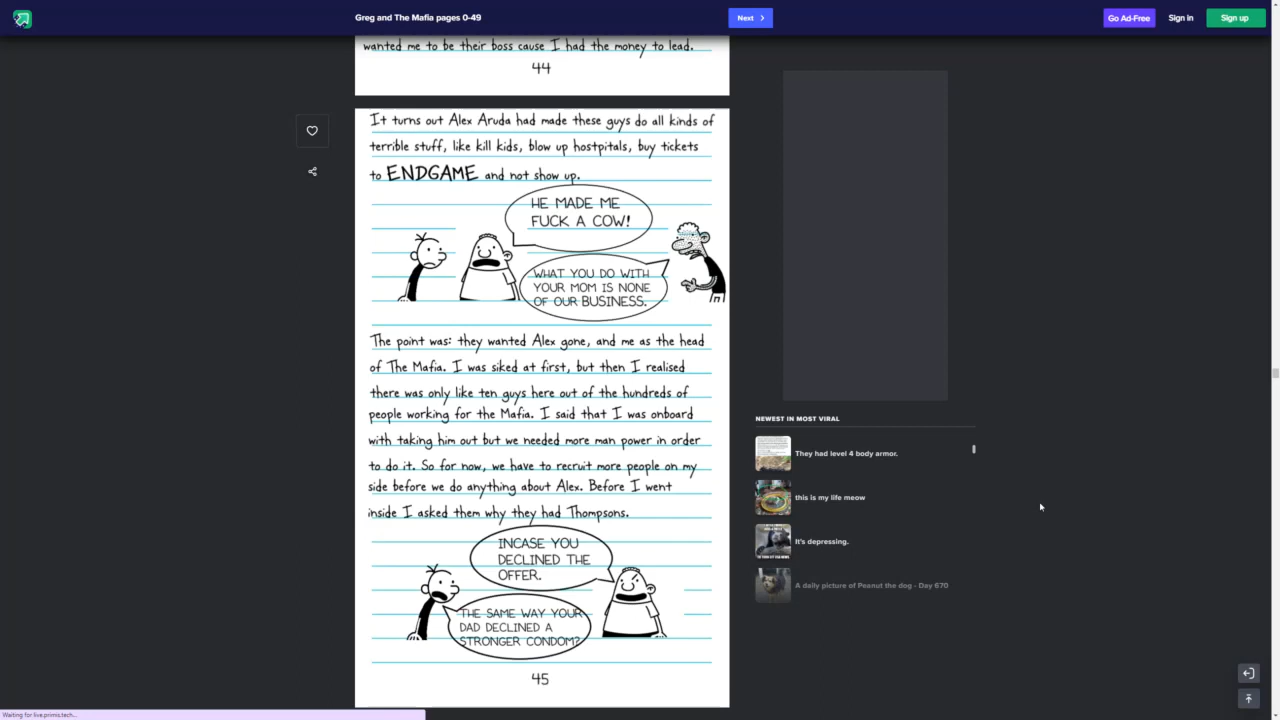 Greg and The Mafia pages 0-49
Next
Go Ad-Free
Sign in
Sign up
wanted me to be their boss cause I had the money to lead.
44
It turns out Alex Aruda had made these guys do all kinds of
terrible stuff, like kill kids, blow up hostpitals, buy tickets
to ENDGAME and not show up.
HE MADE ME
FUCK A COW!
WHAT YOU DO WITH
YOUR MOM IS NONE
OF OUR BUSINESS.
The point was: they wanted Alex gone, and me as the head
of The Mafia. I was siked at first, but then I realised
there was only like ten guys here out of the hundreds of
people working for the Mafia. I said that I was onboard
with taking him out but we needed more man power in order
to do it. So for now, we have to recruit more people on my
side before we do anything about Alex. Before I went
inside I asked them why they had Thompsons.
INCASE YOU
DECLINED THE
OFFER.
THE SAME WAY YOUR
DAD DECLINED A
STRONGER CONDOM?
45
NEWEST IN MOST VIRAL
They had level 4 body armor.
this is my life meow
It's depressing.
A daily picture of Peanut the dog - Day 670
Waiting for live.primis.tech...